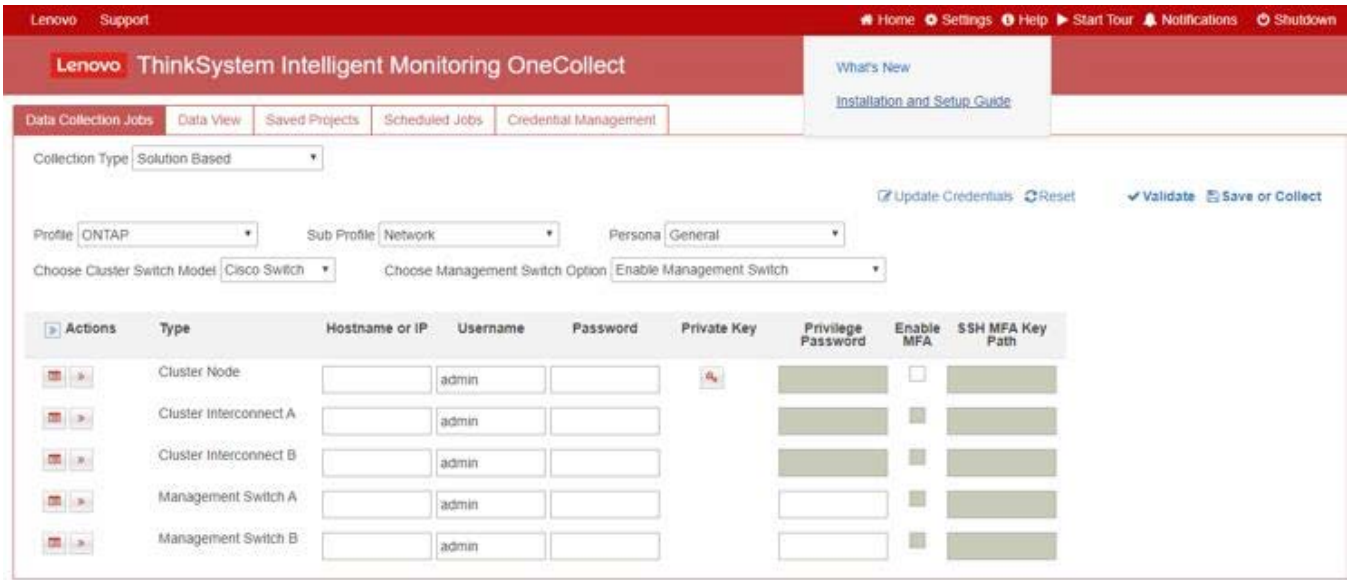 Lenovo Support Home Settings Help Start Tour Notifications Shutdown
Lenovo ThinkSystem Intelligent Monitoring OneCollect
What's New
Installation and Setup Guide
Data Collection Jobs Data View Saved Projects Scheduled Jobs Credential Management
Collection Type Solution Based
Update Credentials Reset Validate Save or Collect
Profile ONTAP Sub Profile Network Persona General
Choose Cluster Switch Model Cisco Switch Choose Management Switch Option Enable Management Switch
Actions Type Hostname or IP Username Password Private Key Privilege Password Enable MFA SSH MFA Key Path
Cluster Node admin
Cluster Interconnect A admin
Cluster Interconnect B admin
Management Switch A admin
Management Switch B admin